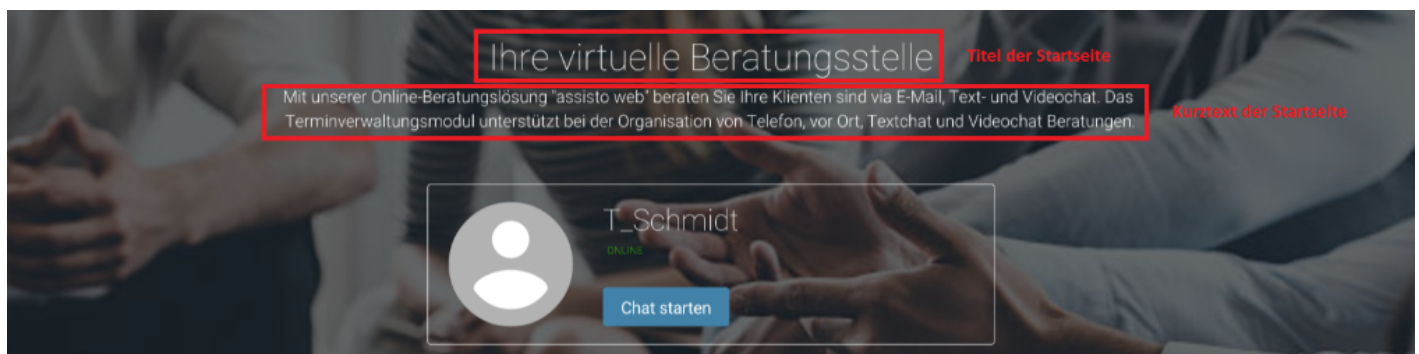 Ihre virtuelle Beratungsstelle
Titel der Startseite
Mit unserer Online-Beratungslösung "assisto web" beraten Sie Ihre Klienten sind via E-Mail, Text- und Videochat. Das
Terminverwaltungsmodul unterstützt bei der Organisation von Telefon, vor Ort, Textchat und Videochat Beratungen.
Kurztext der Startseite
T_Schmidt
ONLINE
Chat starten